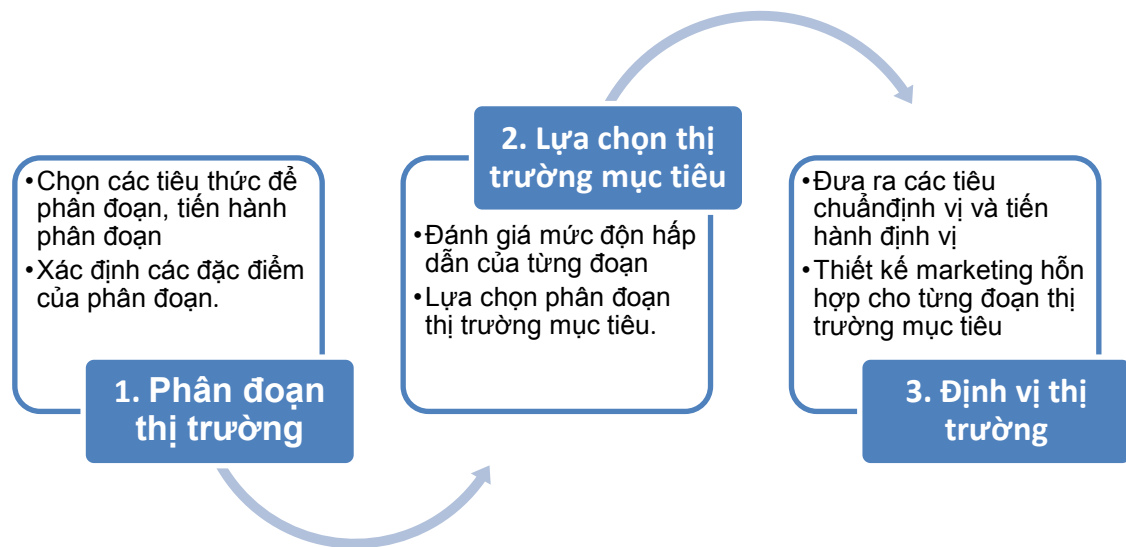 •Chọn các tiêu thức để
phân đoạn, tiến hành
phân đoạn
•Xác định các đặc điểm
của phân đoạn.
1. Phân đoạn
thị trường
2. Lựa chọn thị
trường mục tiêu
•Đánh giá mức độn hấp
dẫn của từng đoạn
•Lựa chọn phân đoạn
thị trường mục tiêu.
•Đưa ra các tiêu
chuẩnđịnh vị và tiến
hành định vị
•Thiết kế marketing hỗn
hợp cho từng đoạn thị
trường mục tiêu
3. Định vị thị
trường